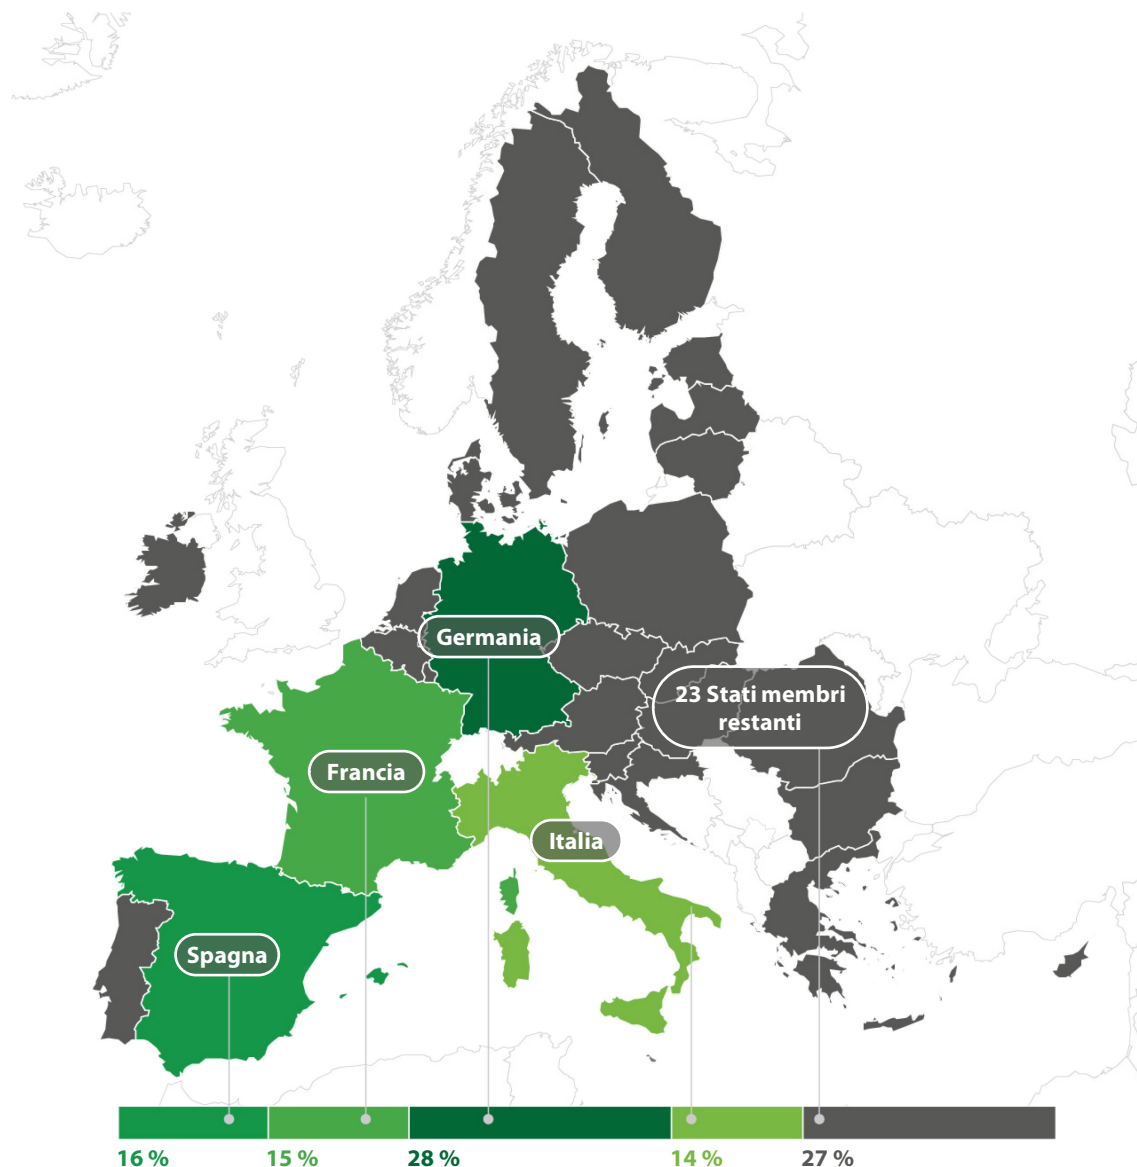 Germania
23 Stati membri
restanti
Francia
Italia
Spagna
16 %
15 %
28 %
14 %
27 %